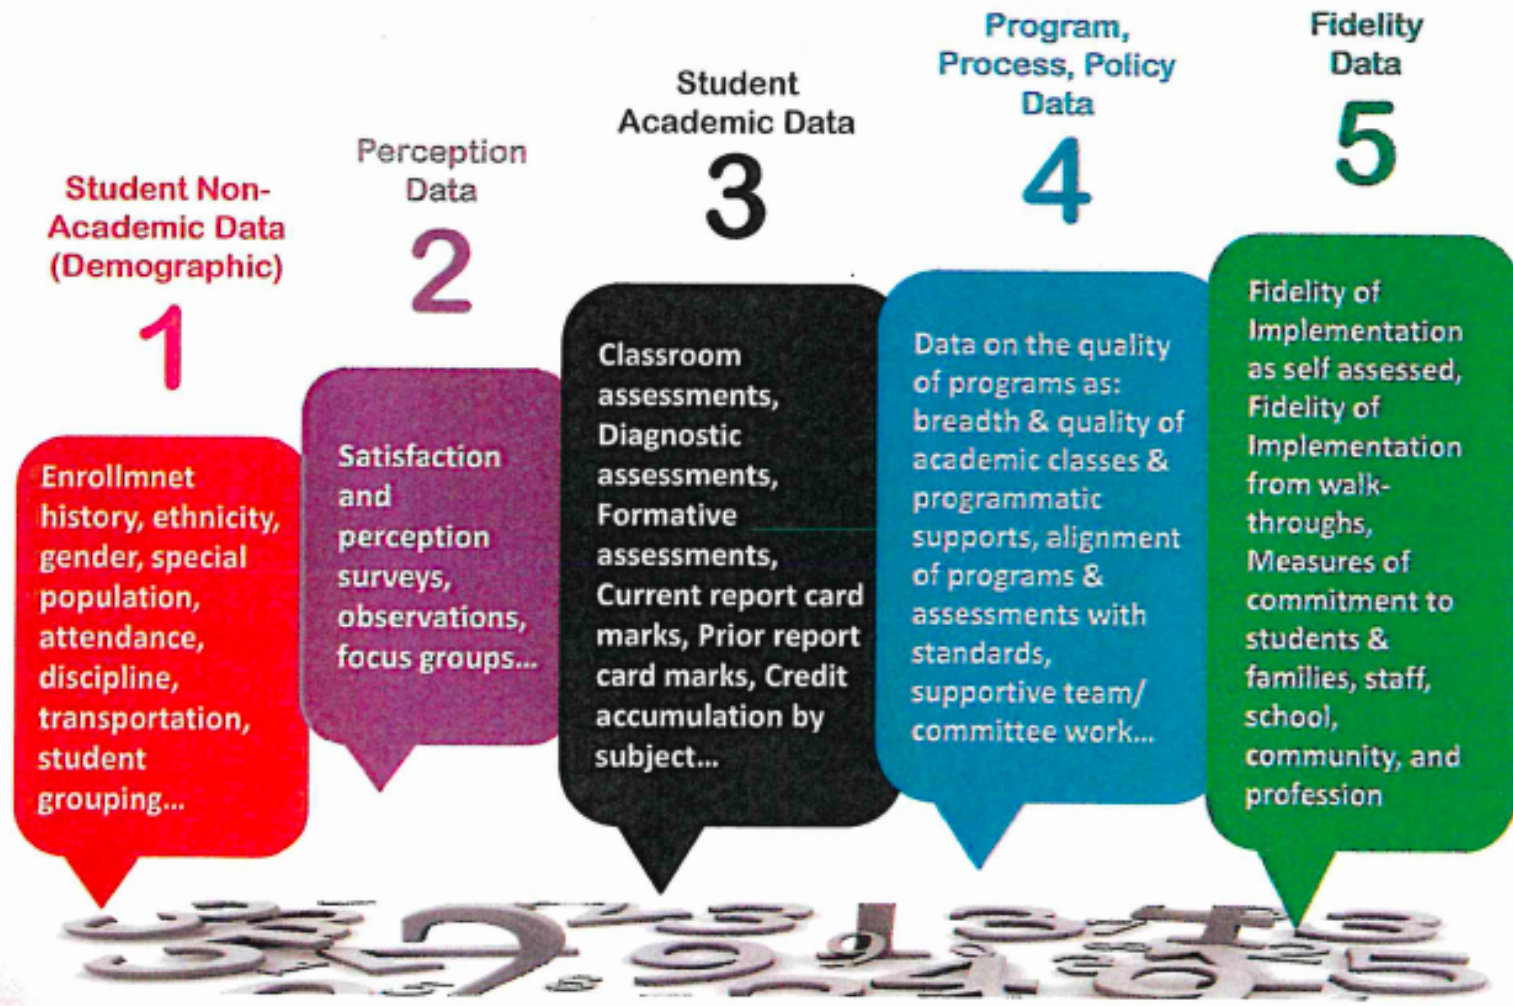 Student Non-
Academic Data
(Demographic)
1
Enrollmnet
history, ethnicity,
gender, special
population,
attendance,
discipline,
transportation,
student
grouping...
Perception
Data
2
Satisfaction
and
perception
surveys,
observations,
focus groups...
Student
Academic Data
3
Classroom
assessments,
Diagnostic
assessments,
Formative
assessments,
Current report card
marks, Prior report
card marks, Credit
accumulation by
subject...
Program,
Process, Policy
Data
4
Data on the quality
of programs as:
breadth & quality of
academic classes &
programmatic
supports, alignment
of programs &
assessments with
standards,
supportive team/
committee work...
Fidelity
Data
5
Fidelity of
Implementation
as self assessed,
Fidelity of
Implementation
from walk-
throughs,
Measures of
commitment to
students &
families, staff,
school,
community, and
profession